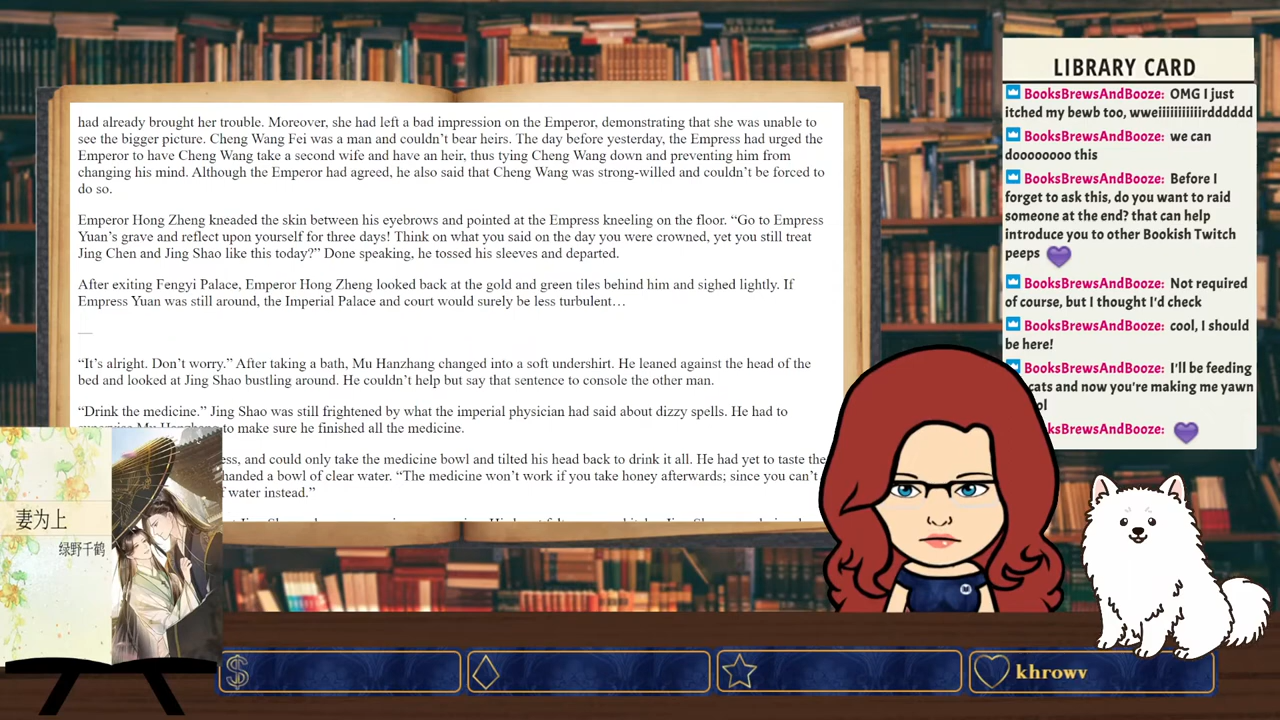 had already brought her trouble. Moreover, she had left a bad impression on the Emperor, demonstrating that she was unable to
see the bigger picture. Cheng Wang Fei was a man and couldn’t bear heirs. The day before yesterday, the Empress had urged the
Emperor to have Cheng Wang take a second wife and have an heir, thus tying Cheng Wang down and preventing him from
changing his mind. Although the Emperor had agreed, he also said that Cheng Wang was strong-willed and couldn’t be forced to
do so.
Emperor Hong Zheng kneaded the skin between his eyebrows and pointed at the Empress kneeling on the floor. “Go to Empress
Yuan’s grave and reflect upon yourself for three days! Think on what you said on the day you were crowned, yet you still treat
Jing Chen and Jing Shao like this today?” Done speaking, he tossed his sleeves and departed.
After exiting Fengyi Palace, Emperor Hong Zheng looked back at the gold and green tiles behind him and sighed lightly. If
Empress Yuan was still around, the Imperial Palace and court would surely be less turbulent…
—
“It’s alright. Don’t worry.” After taking a bath, Mu Hanzhang changed into a soft undershirt. He leaned against the head of the
bed and looked at Jing Shao bustling around. He couldn’t help but say that sentence to console the other man.
“Drink the medicine.” Jing Shao was still frightened by what the imperial physician had said about dizzy spells. He had to
to make sure he finished all the medicine.
ess, and could only take the medicine bowl and tilted his head back to drink it all. He had yet to taste the
handed a bowl of clear water. “The medicine won’t work if you take honey afterwards; since you can’t
f water instead.”
LIBRARY CARD
BooksBrewsAndBooze: OMG I just
itched my bewb too, wweiiiiiiiiiiirdddddd
BooksBrewsAndBooze: we can
dooooooo this
BooksBrewsAndBooze: Before I
forget to ask this, do you want to raid
someone at the end? that can help
introduce you to other Bookish Twitch
peeps
BooksBrewsAndBooze: Not required
of course, but I thought I'd check
BooksBrewsAndBooze: cool, I should
be here!
BooksBrewsAndBooze: I'll be feeding
cats and now you're making me yawn
ol
ksBrewsAndBooze:
妻为上
绿野千鹤
khrowv